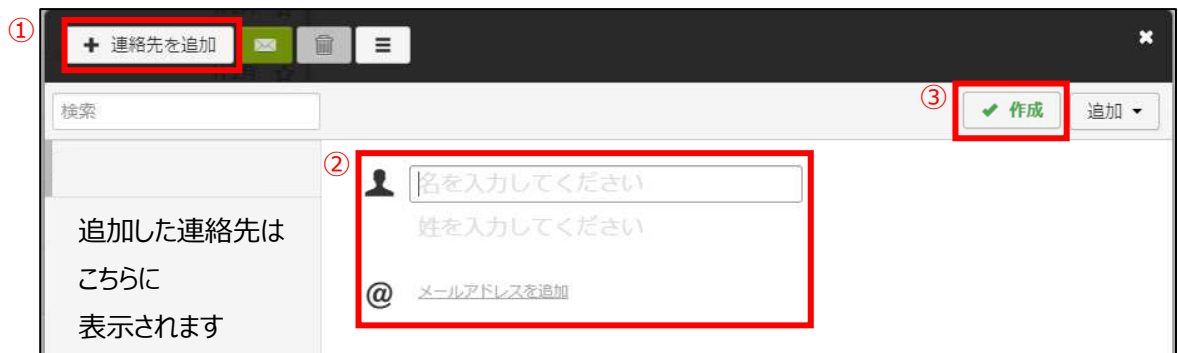 ①
+ 連絡先を追加
検索
③
✔ 作成
追加
②
名を入力してください
姓を入力してください
@ メールアドレスを追加
追加した連絡先は
こちらに
表示されます